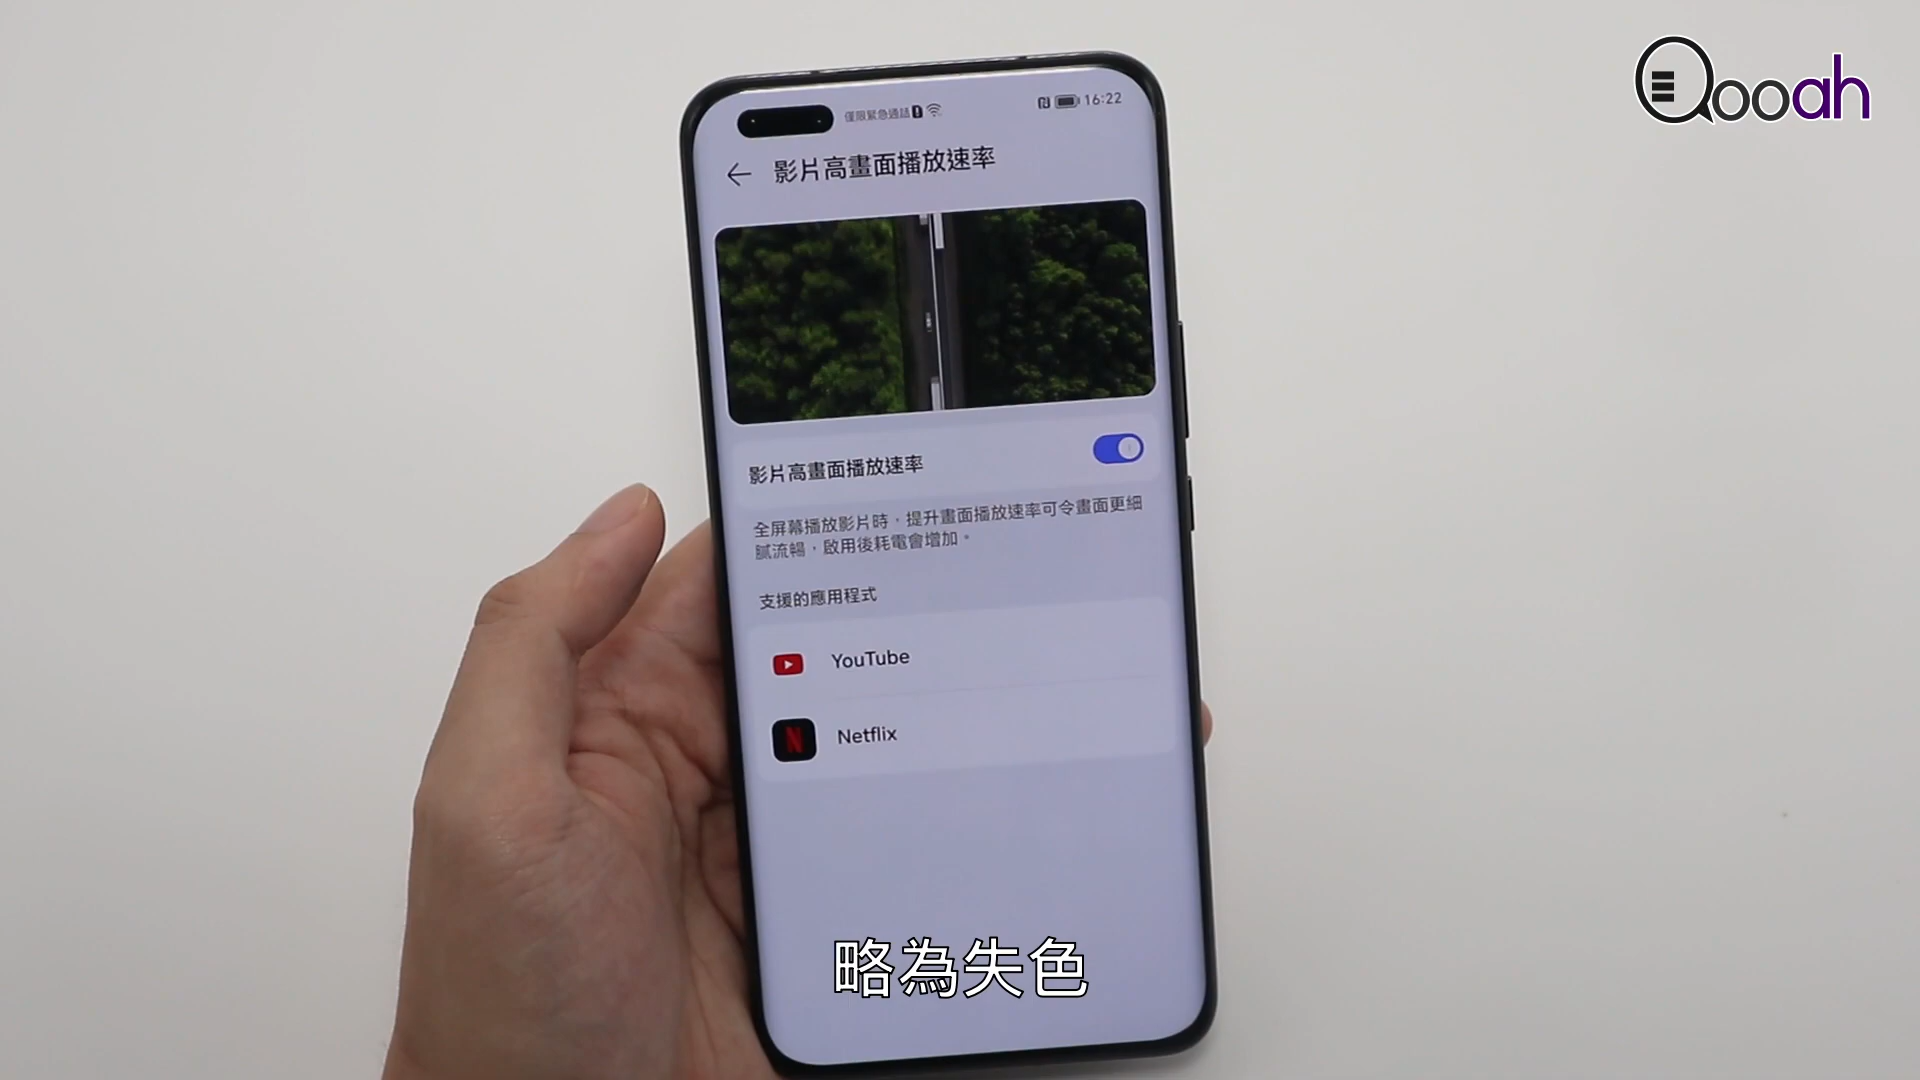 Qooah
僅限緊急通話
16:22
影片高畫面播放速率
影片高畫面播放速率
全屏幕播放影片時，提升畫面播放速率可令畫面更細
膩流暢，啟用後耗電會增加。
支援的應用程式
YouTube
Netflix
略為失色